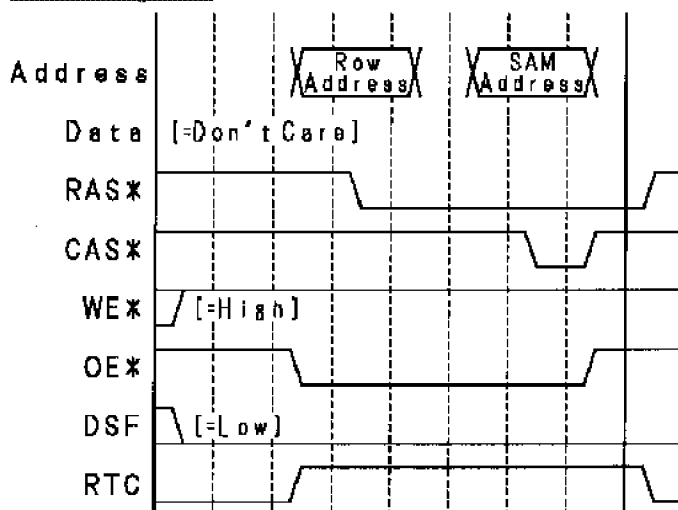 Address
Row
Address
SAM
Address
Data [=Don't Care]
RAS*
CAS*
WE* [=High]
OE*
DSF [=Low]
RTC